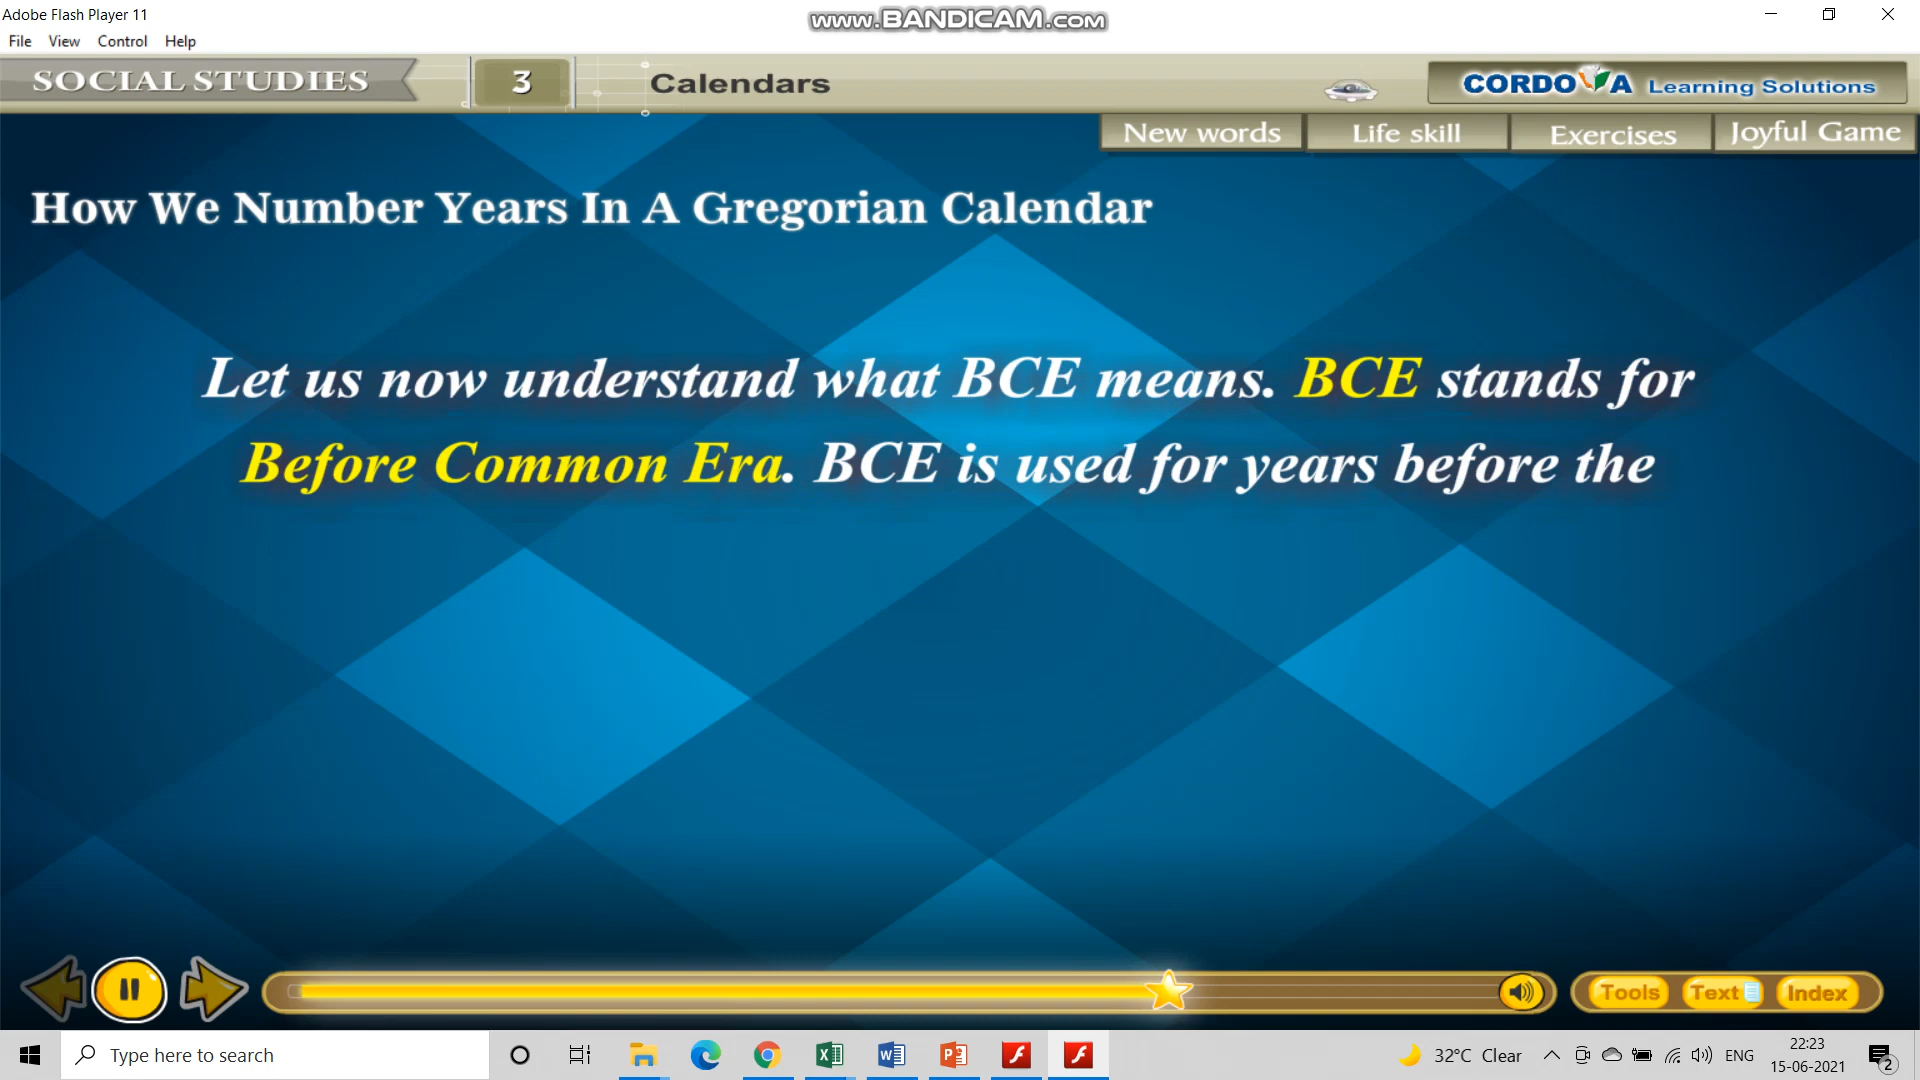 Adobe Flash Player 11
www.BANDICAM.com
File View Control Help
SOCIAL STUDIES
3
Calendars
CORDOVA Learning Solutions
New words
Life skill
Exercises
Joyful Game
How We Number Years In A Gregorian Calendar
Let us now understand what BCE means. BCE stands for
Before Common Era. BCE is used for years before the
Tools
Text
Index
Type here to search
32°C Clear
ENG
22:23
15-06-2021
2